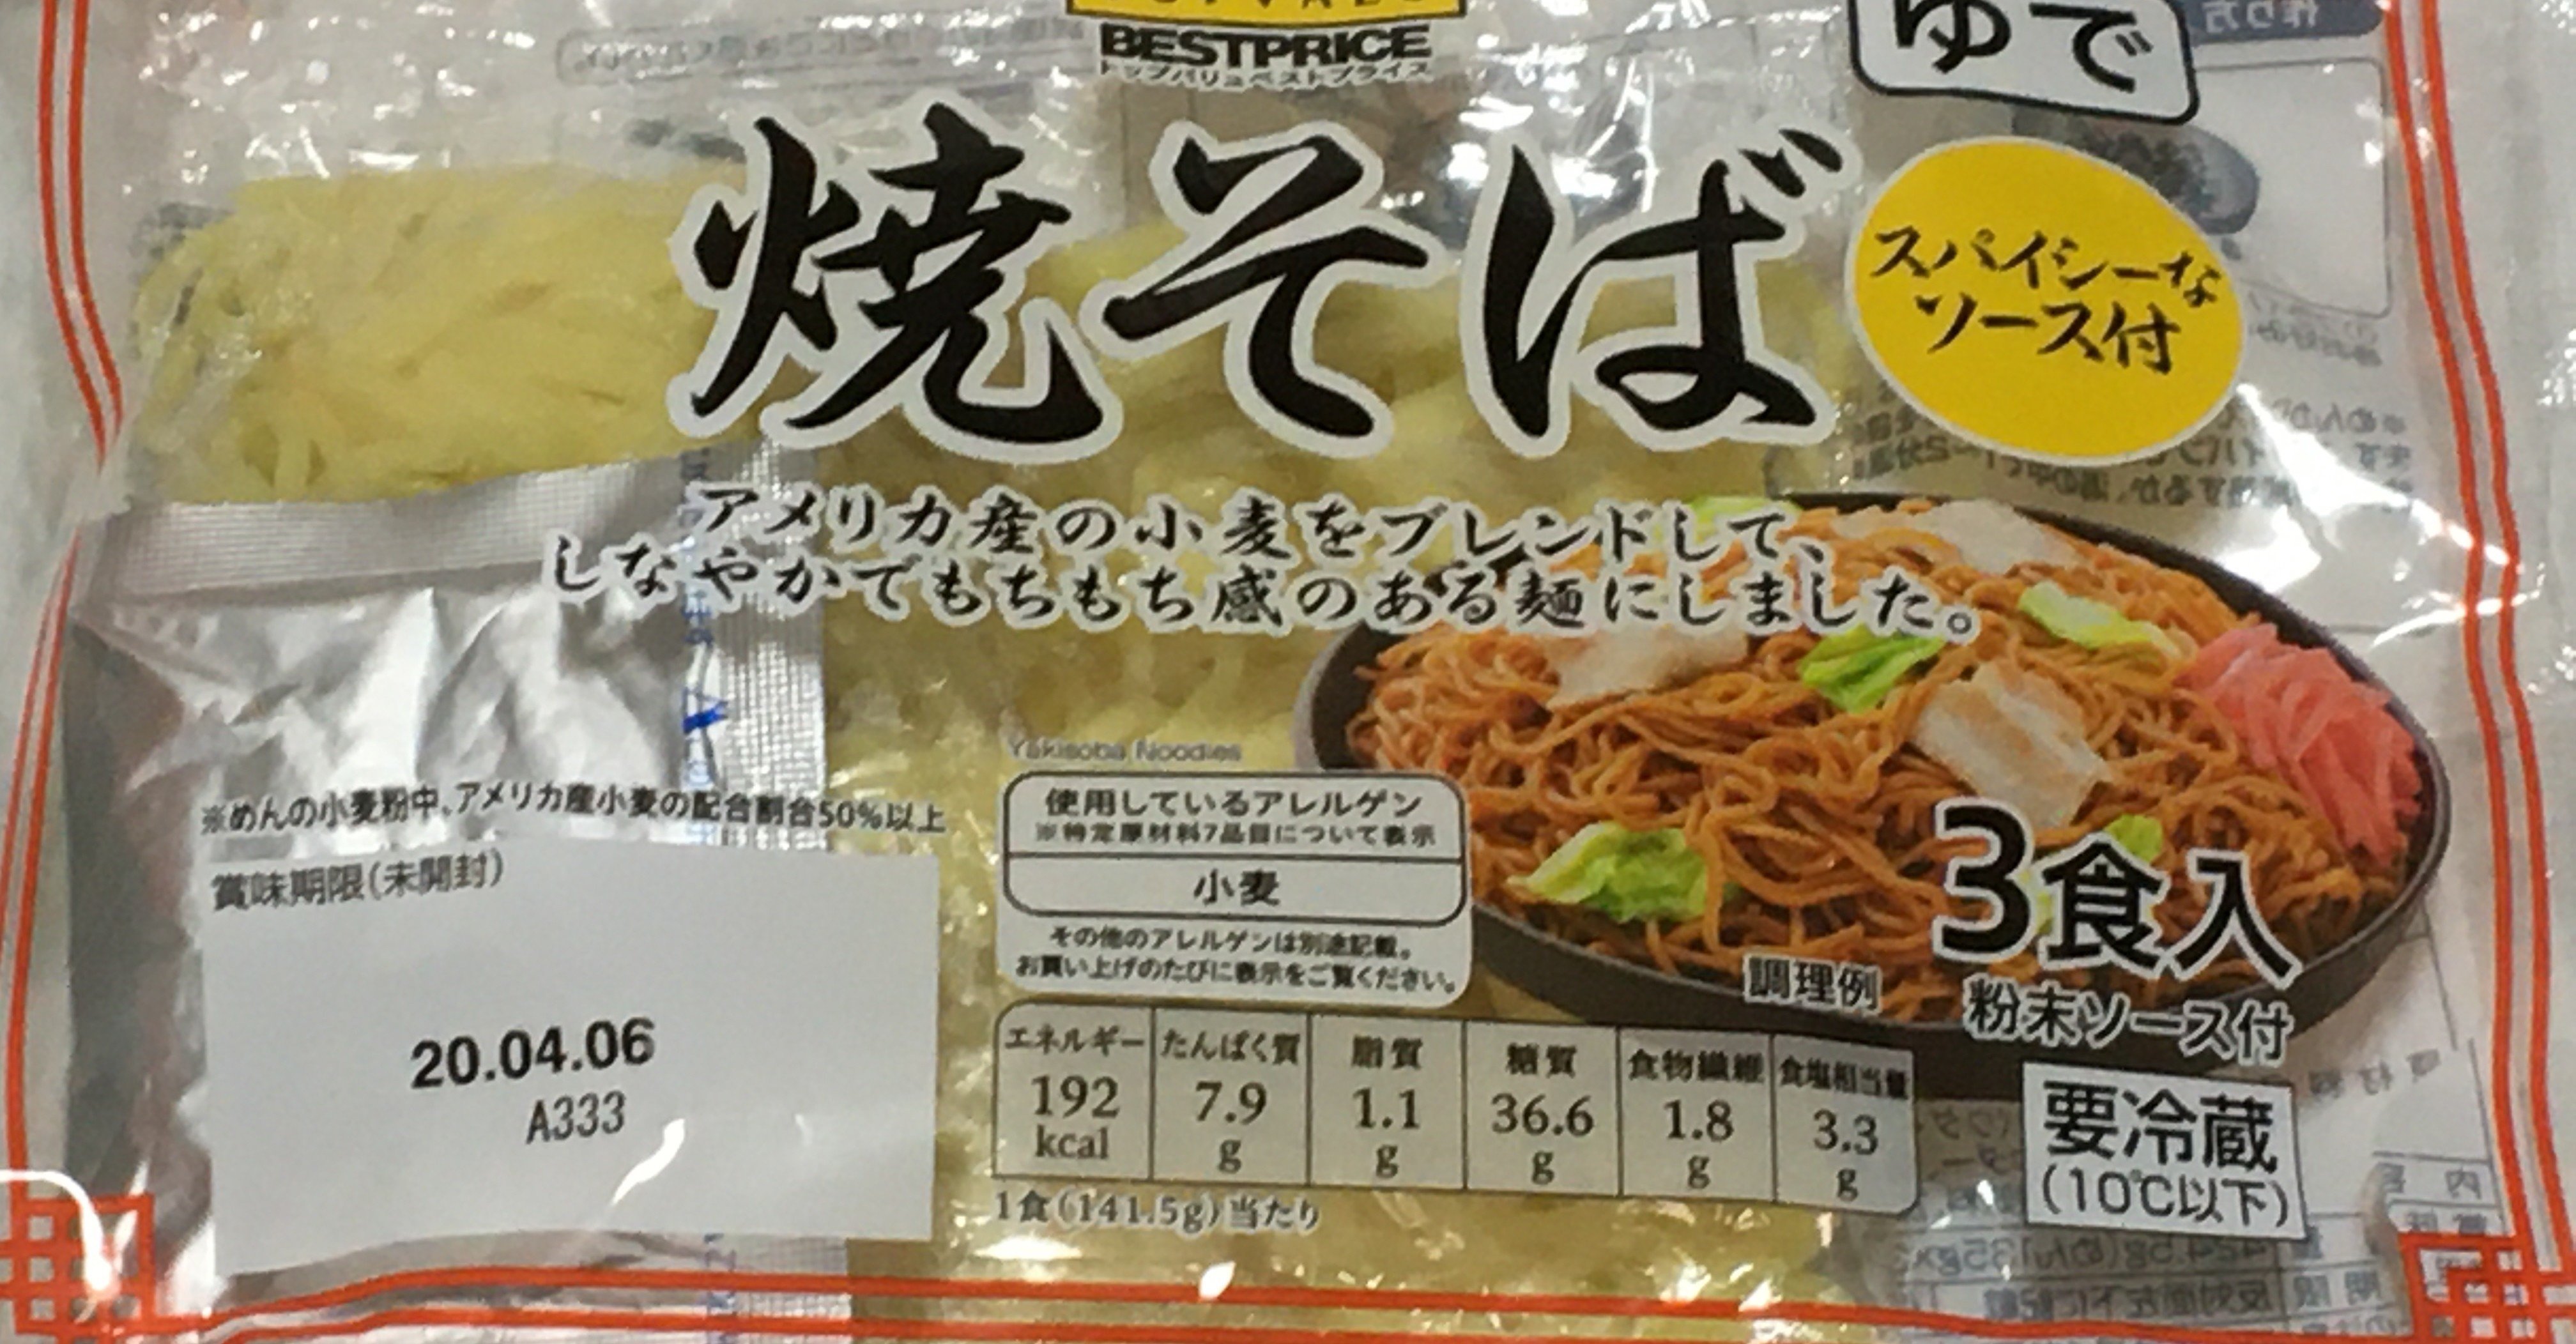 BESTPRICE
トップバリュベストプライス
ゆで
作り方
焼そば
スパイシーな
ソース付
アメリカ産の小麦をブレンドして、
しなやかでもちもち感のある麺にしました。
Yakisoba Noodles
※めんの小麦粉中、アメリカ産小麦の配合割合50%以上
賞味期限(未開封)
20.04.06
A333
使用しているアレルゲン
※特定原材料7品目について表示
小麦
その他のアレルゲンは別途記載。
お買い上げのたびに表示をご覧ください。
3食入
調理例
粉末ソース付
エネルギー たんぱく質 脂質 糖質 食物繊維 食塩相当量
192 7.9 1.1 36.6 1.8 3.3
kcal g g g g g
1食(141.5g)当たり
要冷蔵
(10℃以下)